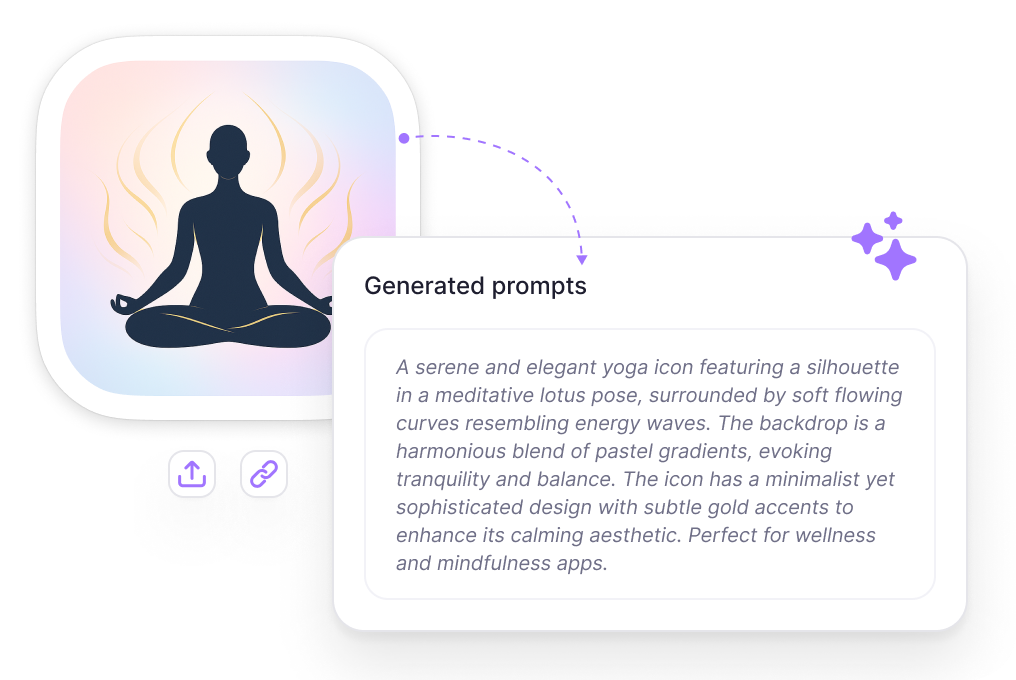 Generated prompts
A serene and elegant yoga icon featuring a silhouette
in a meditative lotus pose, surrounded by soft flowing
curves resembling energy waves. The backdrop is a
harmonious blend of pastel gradients, evoking
tranquility and balance. The icon has a minimalist yet
sophisticated design with subtle gold accents to
enhance its calming aesthetic. Perfect for wellness
and mindfulness apps.